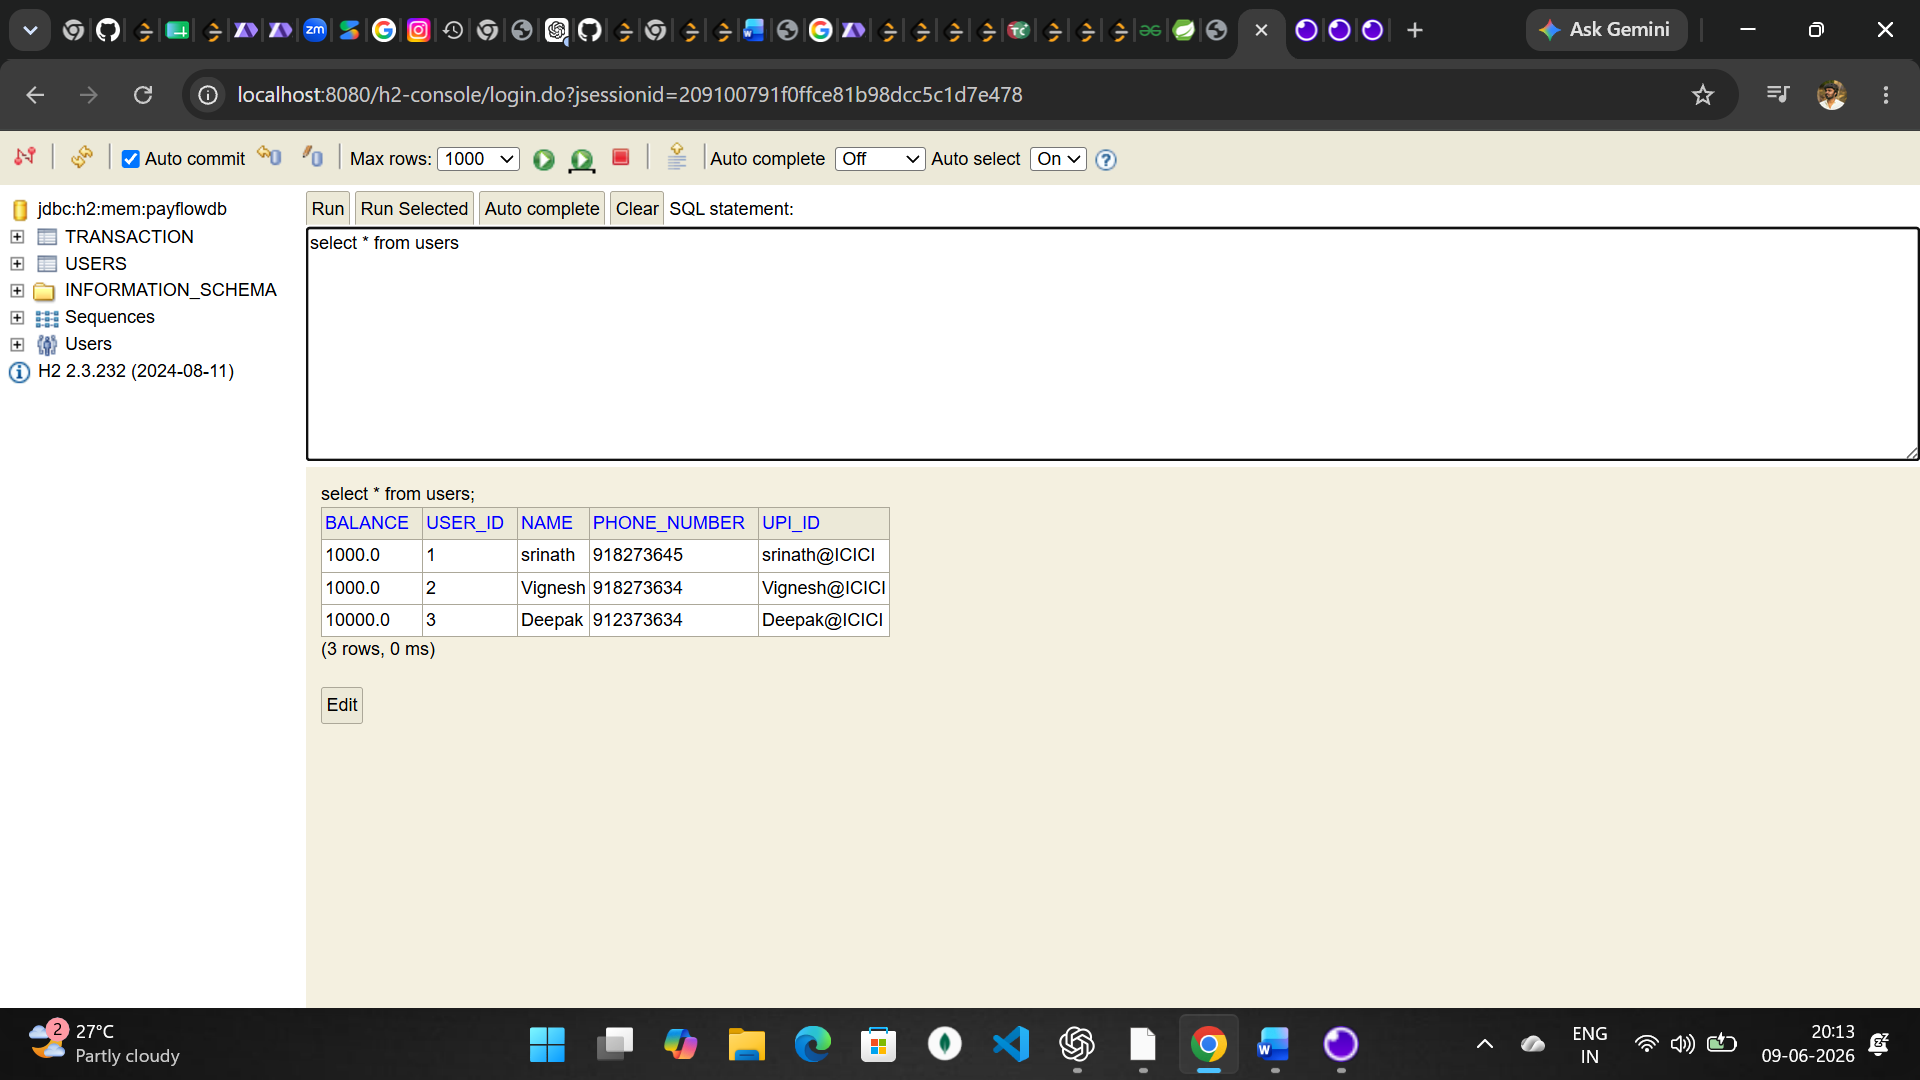 Ask Gemini
localhost:8080/h2-console/login.do?jsessionid=209100791f0ffce81b98dcc5c1d7e478
Auto commit Max rows: 1000 Auto complete Off Auto select On
jdbc:h2:mem:payflowdb
TRANSACTION
USERS
INFORMATION_SCHEMA
Sequences
Users
H2 2.3.232 (2024-08-11)
Run Run Selected Auto complete Clear SQL statement:
select * from users
select * from users;
BALANCE USER_ID NAME PHONE_NUMBER UPI_ID
1000.0 1 srinath 918273645 srinath@ICICI
1000.0 2 Vignesh 918273634 Vignesh@ICICI
10000.0 3 Deepak 912373634 Deepak@ICICI
(3 rows, 0 ms)
Edit
2 27°C
Partly cloudy
ENG
IN
20:13
09-06-2026